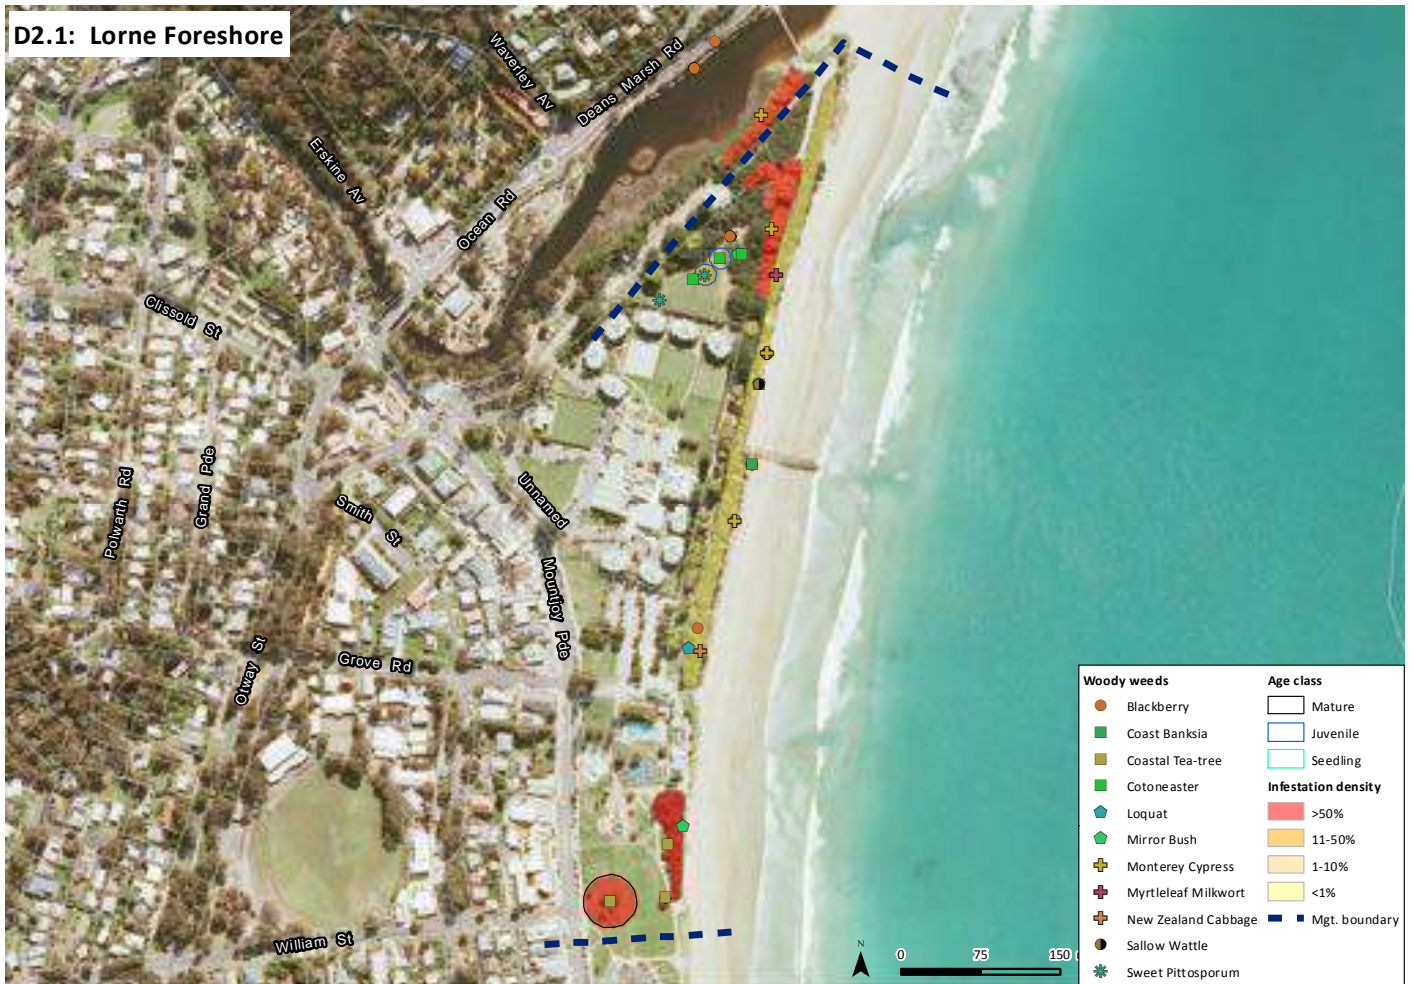 D2.1: Lorne Foreshore
Waverley Av
Deans Marsh Rd
Erskine Av
Ocean Rd
Clissold St
Polwarth Rd
Grand Pde
Smith St
Unnamed
Mountjoy Pde
Otway St
Grove Rd
William St
Woody weeds
Blackberry
Coast Banksia
Coastal Tea-tree
Cotoneaster
Loquat
Mirror Bush
Monterey Cypress
Myrtleleaf Milkwort
New Zealand Cabbage
Sallow Wattle
Sweet Pittosporum
Age class
Mature
Juvenile
Seedling
Infestation density
>50%
11-50%
1-10%
<1%
Mgt. boundary
N
0 75 150